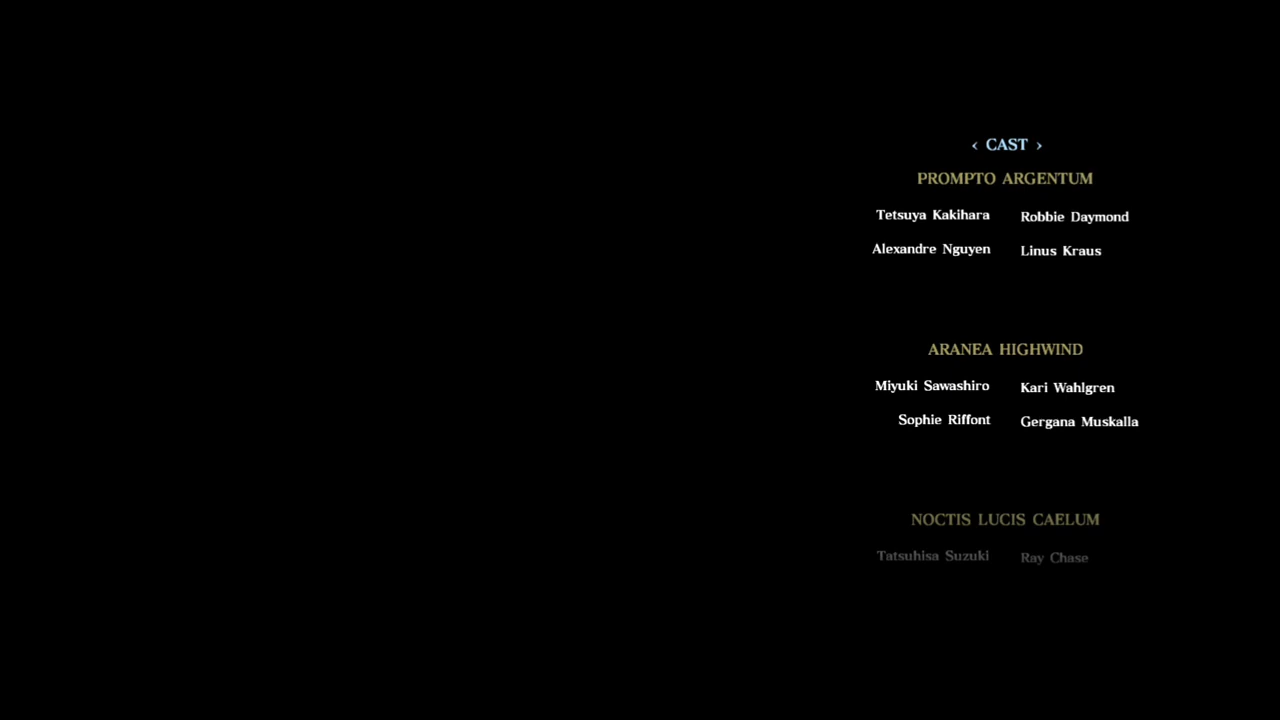 ‹ CAST ›
PROMPTO ARGENTUM
Tetsuya Kakihara Robbie Daymond
Alexandre Nguyen Linus Kraus
ARANEA HIGHWIND
Miyuki Sawashiro Kari Wahlgren
Sophie Riffont Gergana Muskalla
NOCTIS LUCIS CAELUM
Tatsuhisa Suzuki Ray Chase